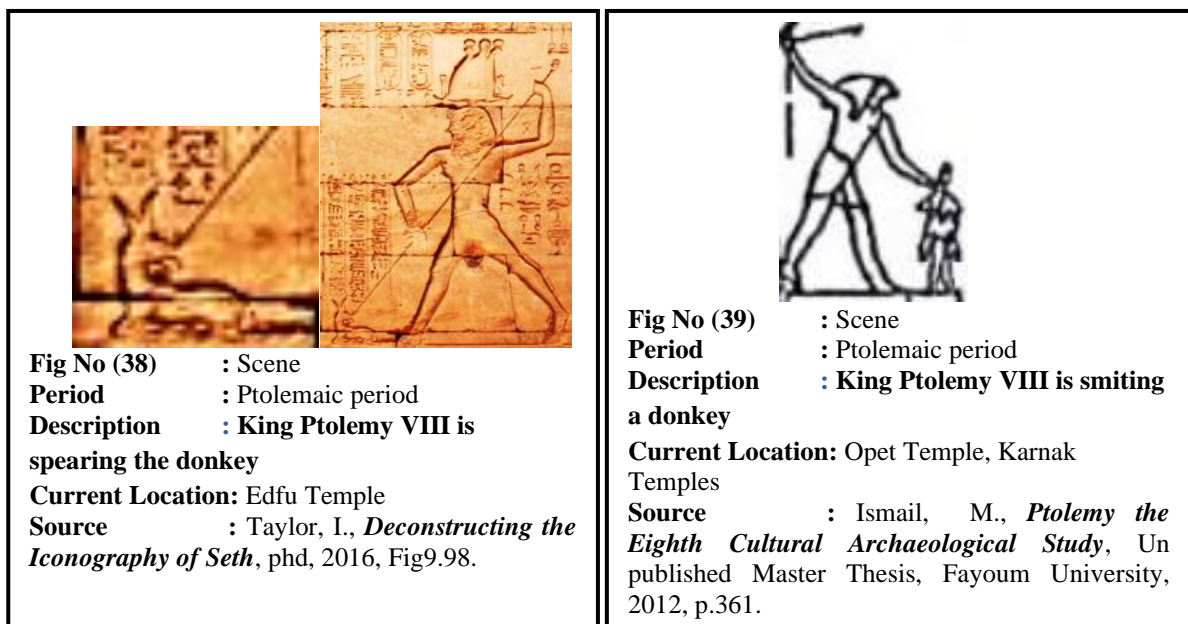 Fig No (38) : Scene
Period : Ptolemaic period
Description : King Ptolemy VIII is
spearing the donkey
Current Location: Edfu Temple
Source : Taylor, I., Deconstructing the
Iconography of Seth, phd, 2016, Fig9.98.
Fig No (39) : Scene
Period : Ptolemaic period
Description : King Ptolemy VIII is smiting
a donkey
Current Location: Opet Temple, Karnak
Temples
Source : Ismail, M., Ptolemy the
Eighth Cultural Archaeological Study, Un
published Master Thesis, Fayoum University,
2012, p.361.